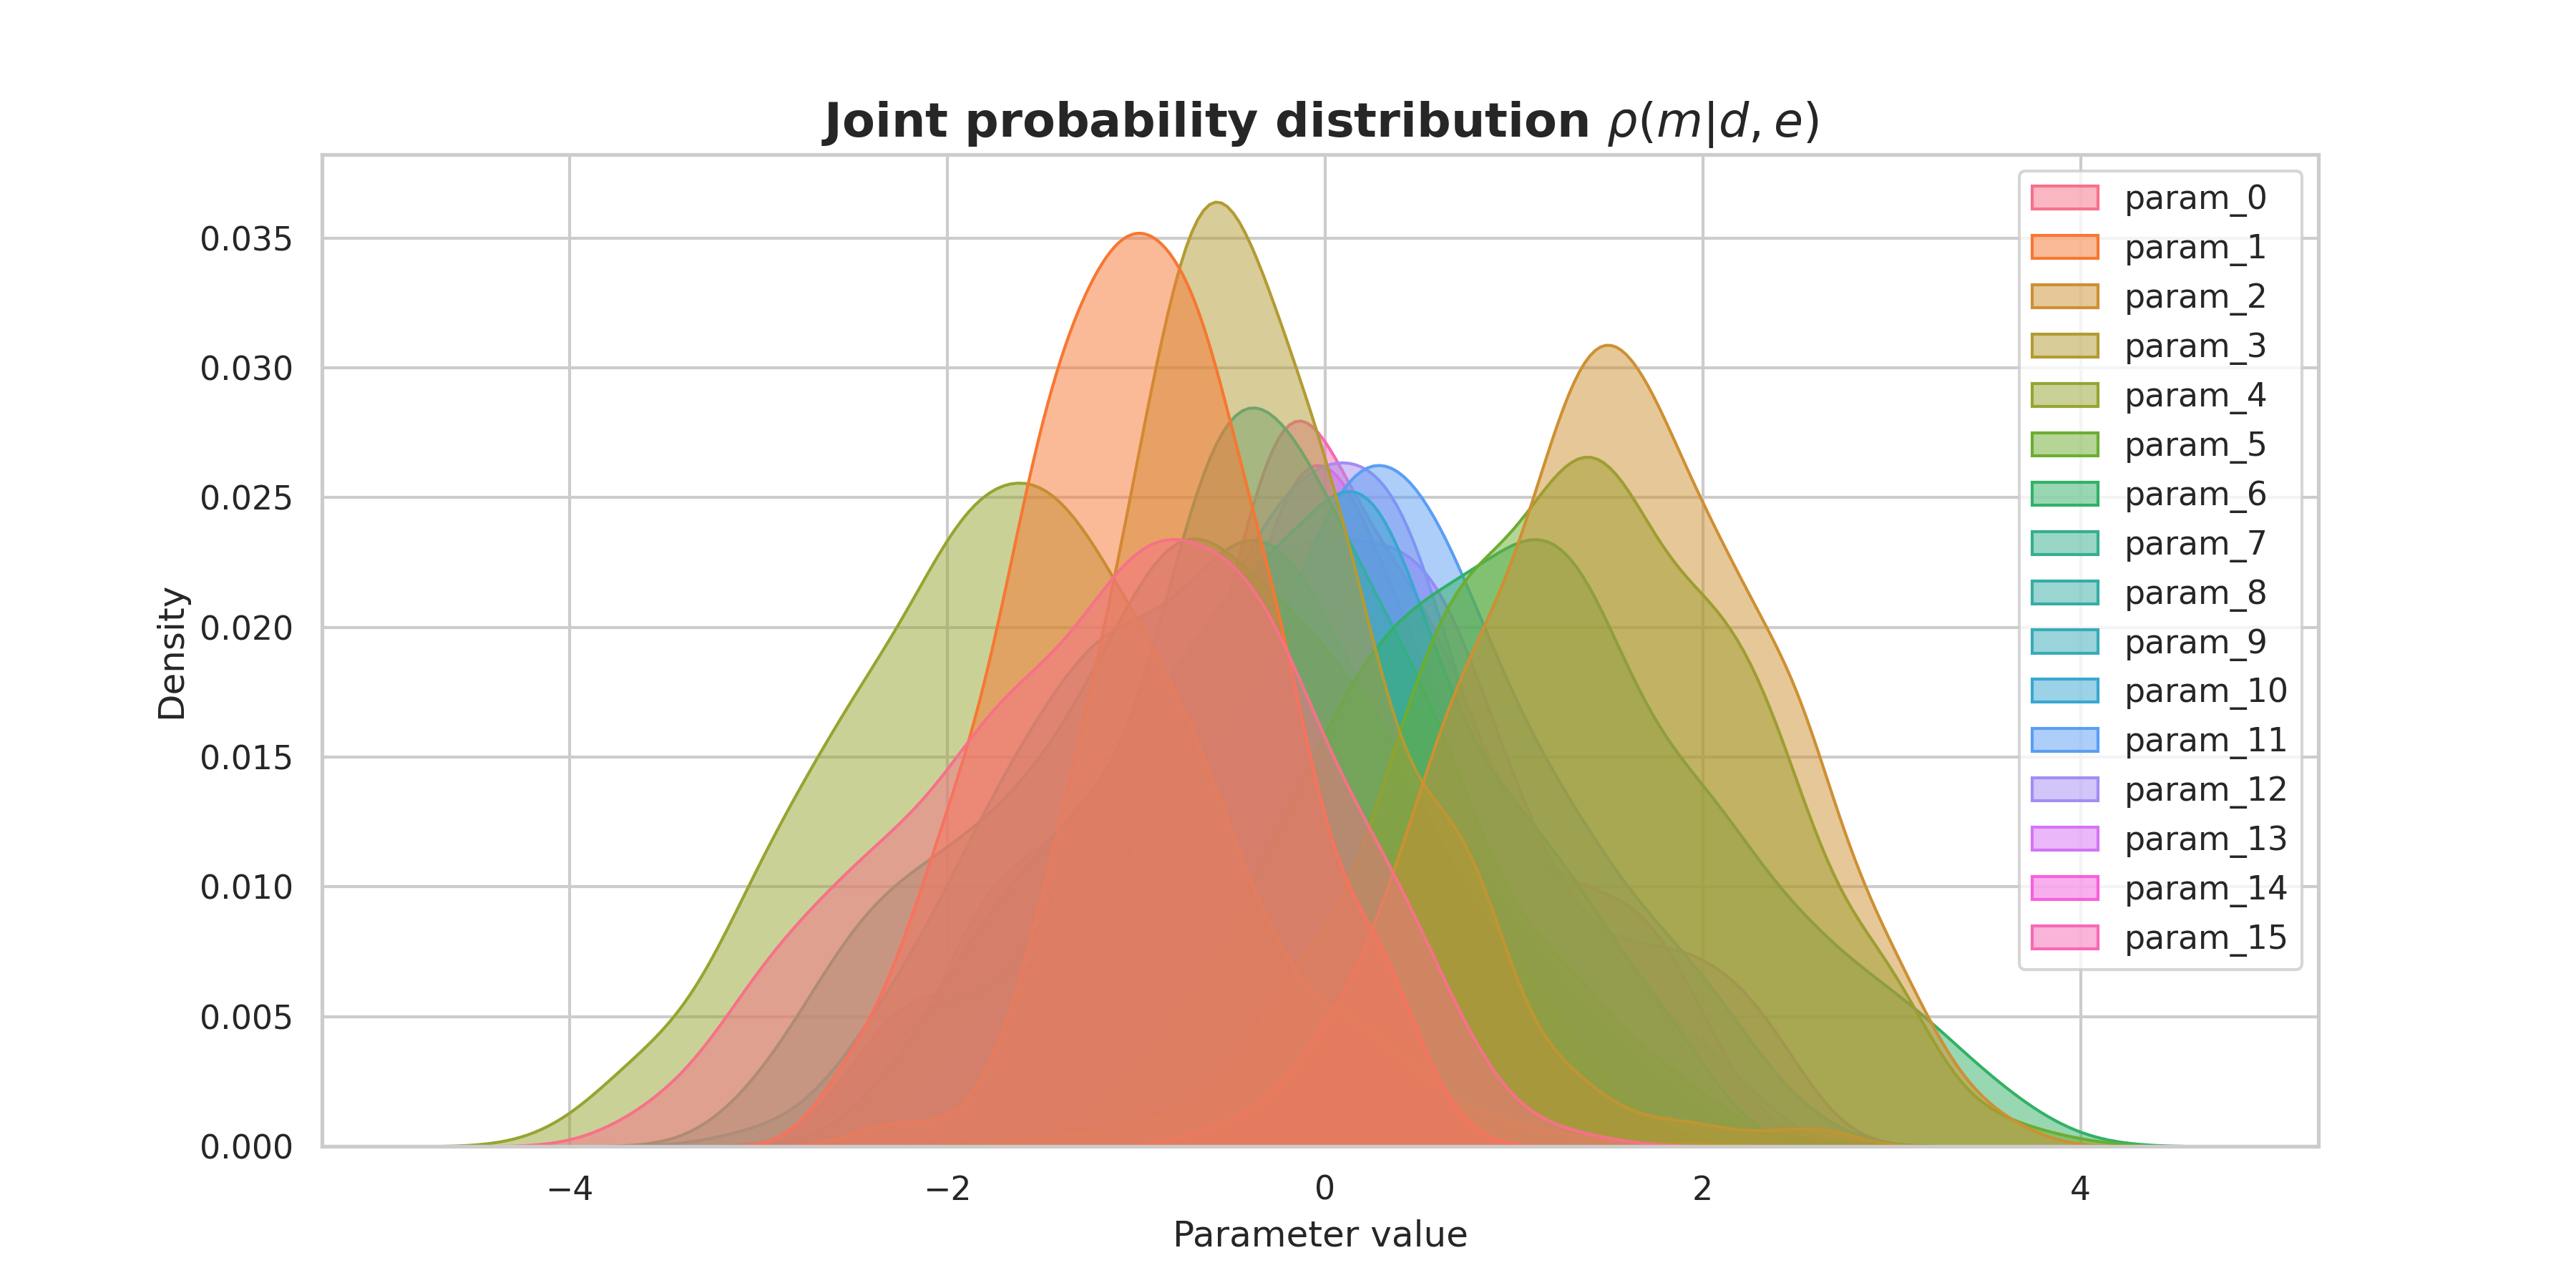 Joint probability distribution ρ(m|d, e)
0.035
0.030
0.025
0.020
0.015
0.010
0.005
0.000
Density
−4
−2
0
2
4
Parameter value
param_0
param_1
param_2
param_3
param_4
param_5
param_6
param_7
param_8
param_9
param_10
param_11
param_12
param_13
param_14
param_15